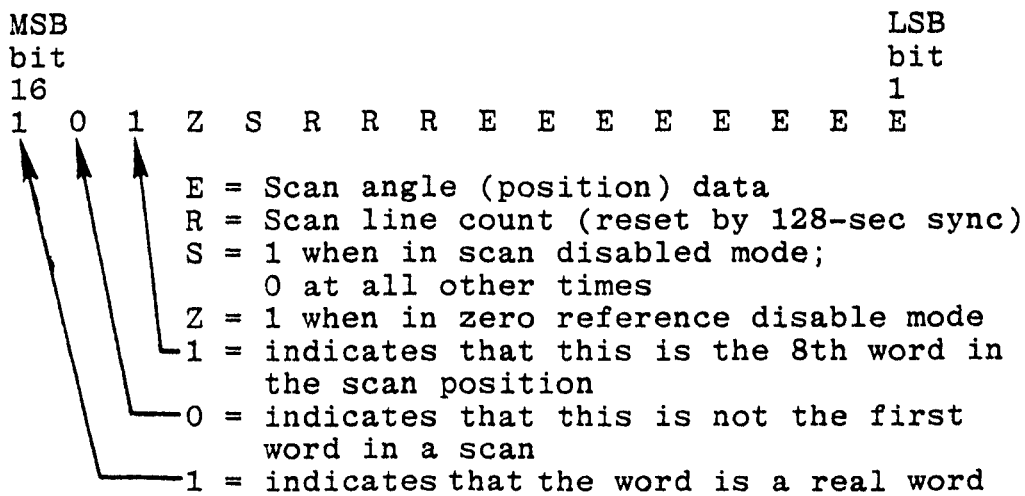 MSB LSB
bit bit
16 1
1 0 1 Z S R R R E E E E E E E E
E = Scan angle (position) data
R = Scan line count (reset by 128-sec sync)
S = 1 when in scan disabled mode;
0 at all other times
Z = 1 when in zero reference disable mode
1 = indicates that this is the 8th word in
the scan position
0 = indicates that this is not the first
word in a scan
1 = indicates that the word is a real word